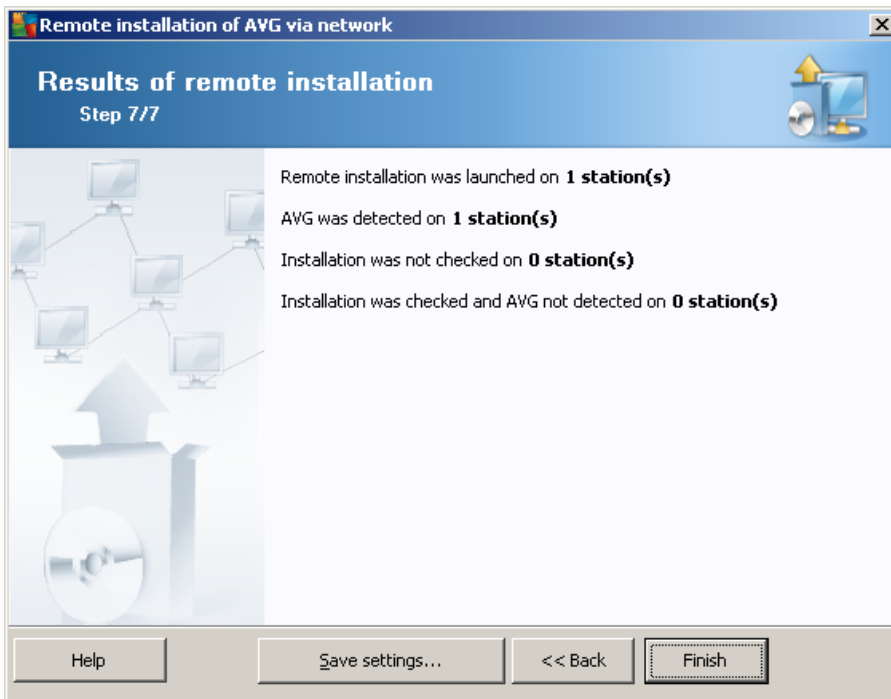 Remote installation of AVG via network
Results of remote installation
Step 7/7
Remote installation was launched on 1 station(s)
AVG was detected on 1 station(s)
Installation was not checked on 0 station(s)
Installation was checked and AVG not detected on 0 station(s)
Help
Save settings...
<< Back
Finish